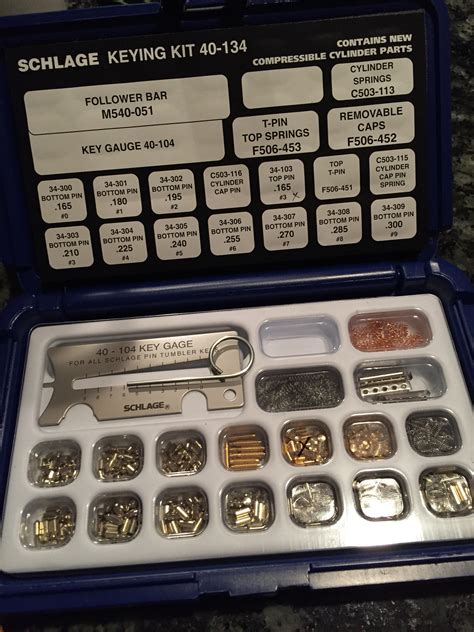 SCHLAGE KEYING KIT 40-134
CONTAINS NEW
COMPRESSIBLE CYLINDER PARTS
FOLLOWER BAR
M540-051
CYLINDER
SPRINGS
C503-113
KEY GAUGE 40-104
T-PIN
TOP SPRINGS
F506-453
REMOVABLE
CAPS
F506-452
34-300
BOTTOM PIN
.165
#0
34-301
BOTTOM PIN
.180
#1
34-302
BOTTOM PIN
.195
#2
C503-116
CYLINDER
CAP PIN
34-103
TOP PIN
.165
#3 X
TOP
T-PIN
F506-451
C503-115
CYLINDER
CAP PIN
SPRING
34-303
BOTTOM PIN
.210
#3
34-304
BOTTOM PIN
.225
#4
34-305
BOTTOM PIN
.240
#5
34-306
BOTTOM PIN
.255
#6
34-307
BOTTOM PIN
.270
#7
34-308
BOTTOM PIN
.285
#8
34-309
BOTTOM PIN
.300
#9
40 - 104 KEY GAGE
FOR ALL SCHLAGE PIN TUMBLER KE
SCHLAGE®